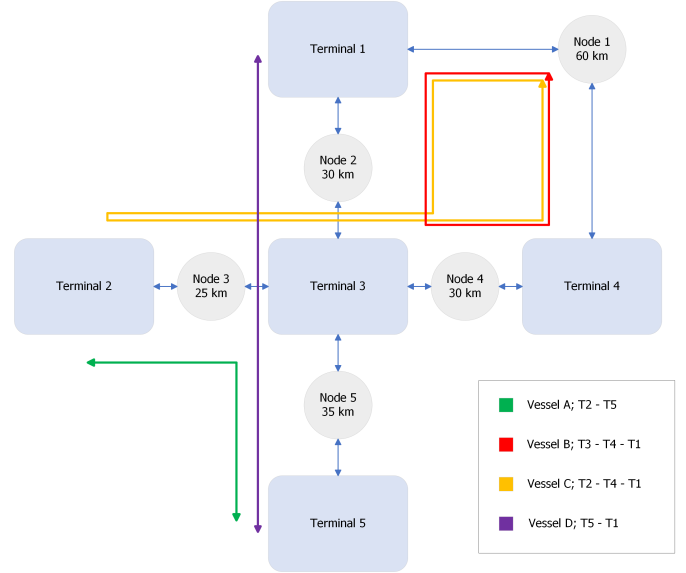 Terminal 1
Node 1
60 km
Node 2
30 km
Terminal 2
Node 3
25 km
Terminal 3
Node 4
30 km
Terminal 4
Node 5
35 km
Terminal 5
Vessel A; T2 - T5
Vessel B; T3 - T4 - T1
Vessel C; T2 - T4 - T1
Vessel D; T5 - T1